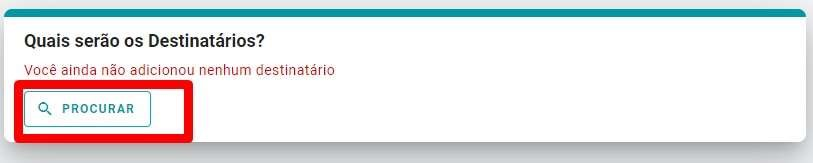 Quais serão os Destinatários?
Você ainda não adicionou nenhum destinatário
PROCURAR